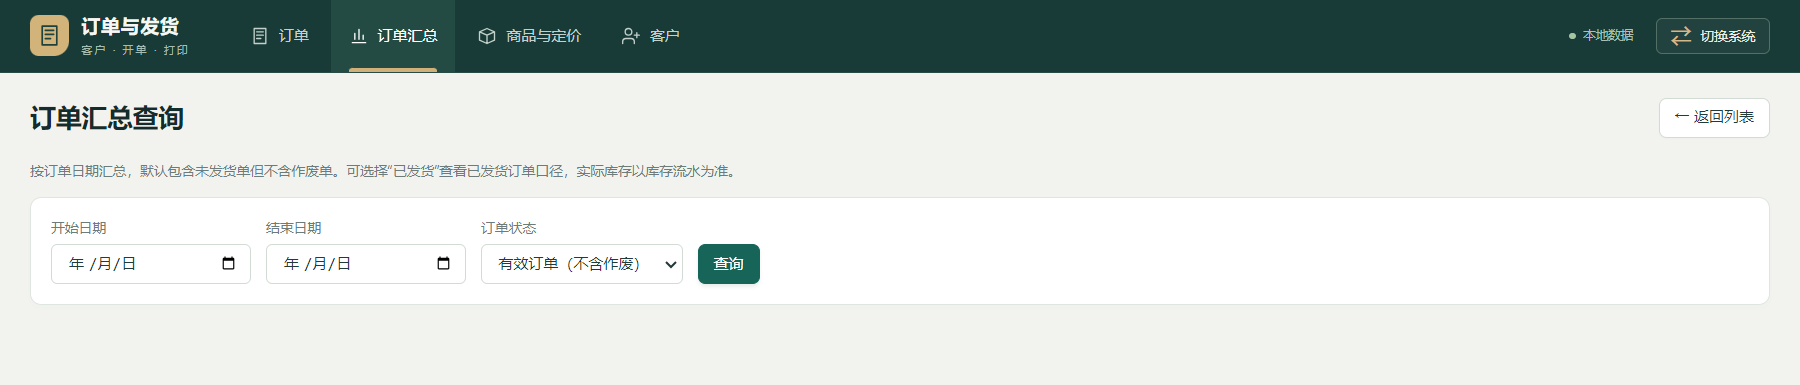 订单与发货
客户 · 开单 · 打印
订单
订单汇总
商品与定价
客户
本地数据
切换系统
订单汇总查询
← 返回列表
按订单日期汇总，默认包含未发货单但不含作废单。可选择“已发货”查看已发货订单口径，实际库存以库存流水为准。
开始日期
结束日期
订单状态
年 /月/日
年 /月/日
有效订单（不含作废）
查询